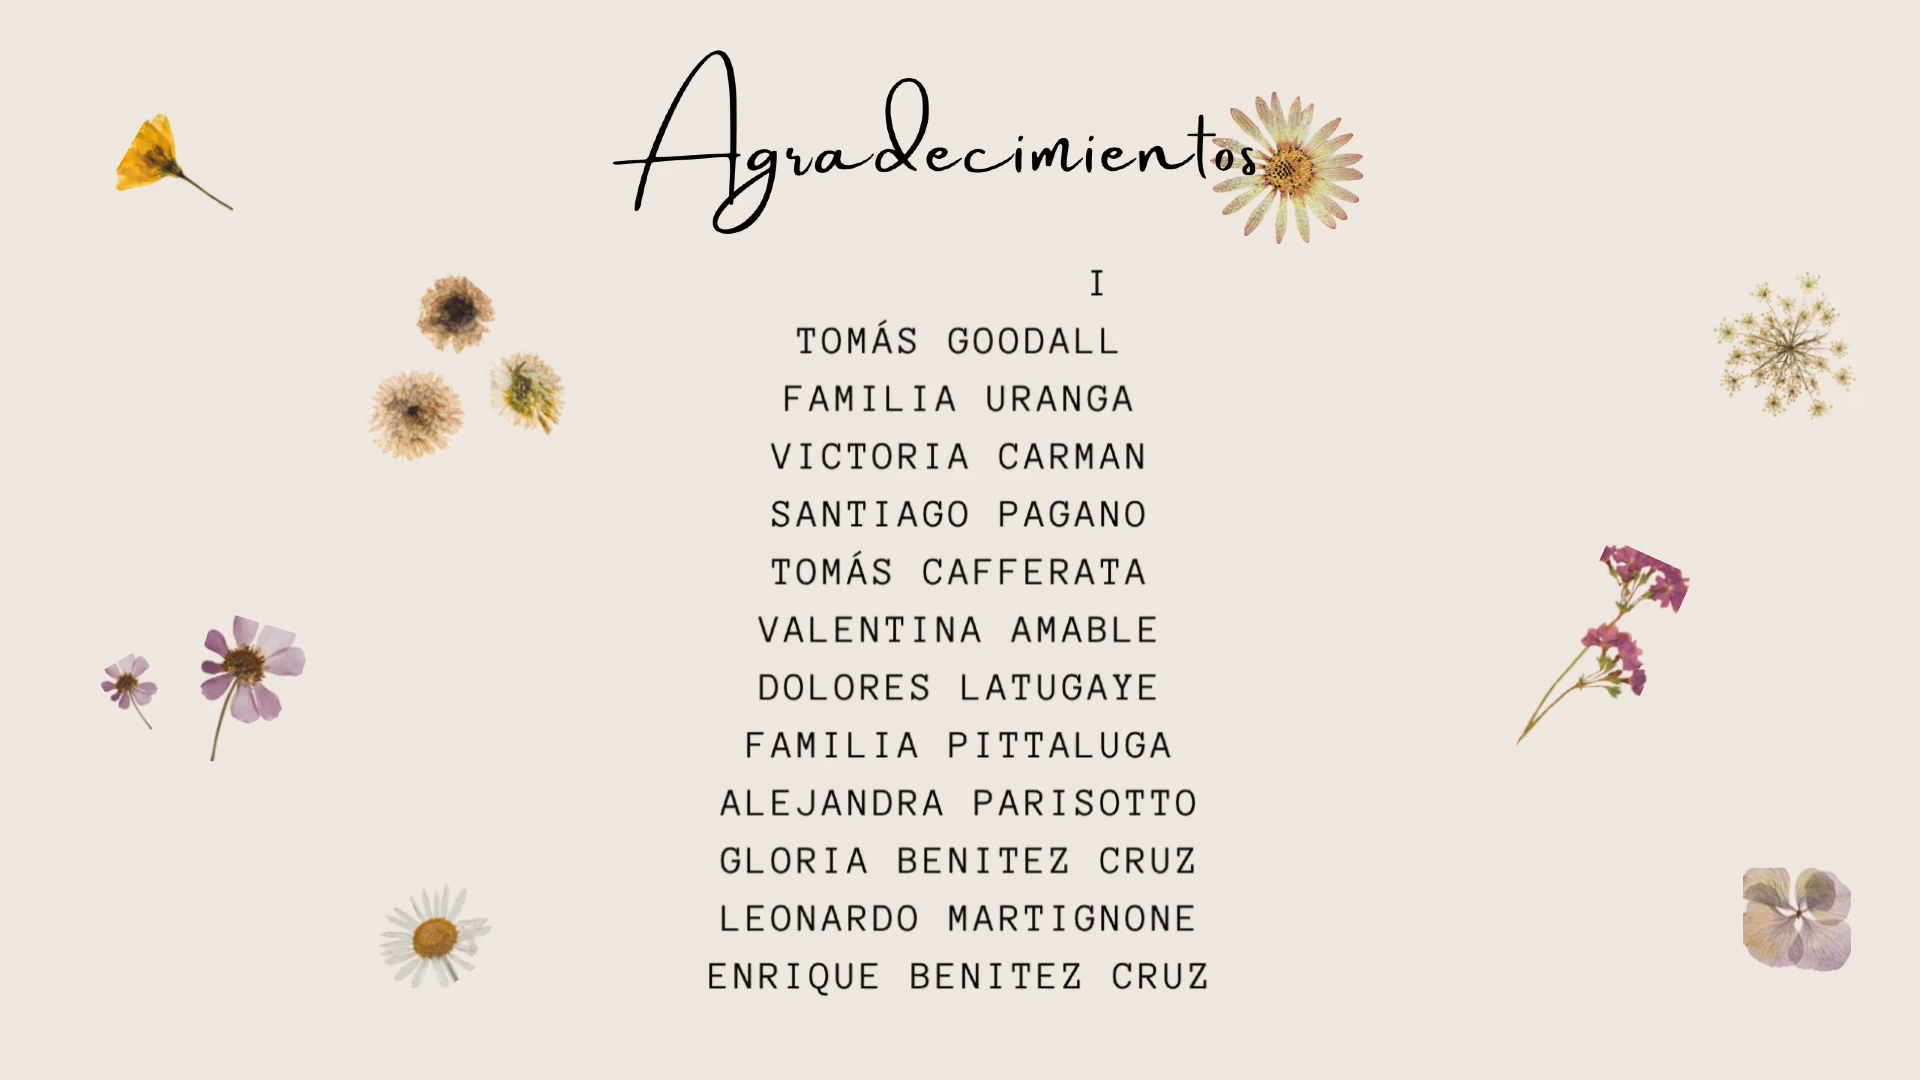 Agradecimientos
I
TOMÁS GOODALL
FAMILIA URANGA
VICTORIA CARMAN
SANTIAGO PAGANO
TOMÁS CAFFERATA
VALENTINA AMABLE
DOLORES LATUGAYE
FAMILIA PITTALUGA
ALEJANDRA PARISOTTO
GLORIA BENITEZ CRUZ
LEONARDO MARTIGNONE
ENRIQUE BENITEZ CRUZ